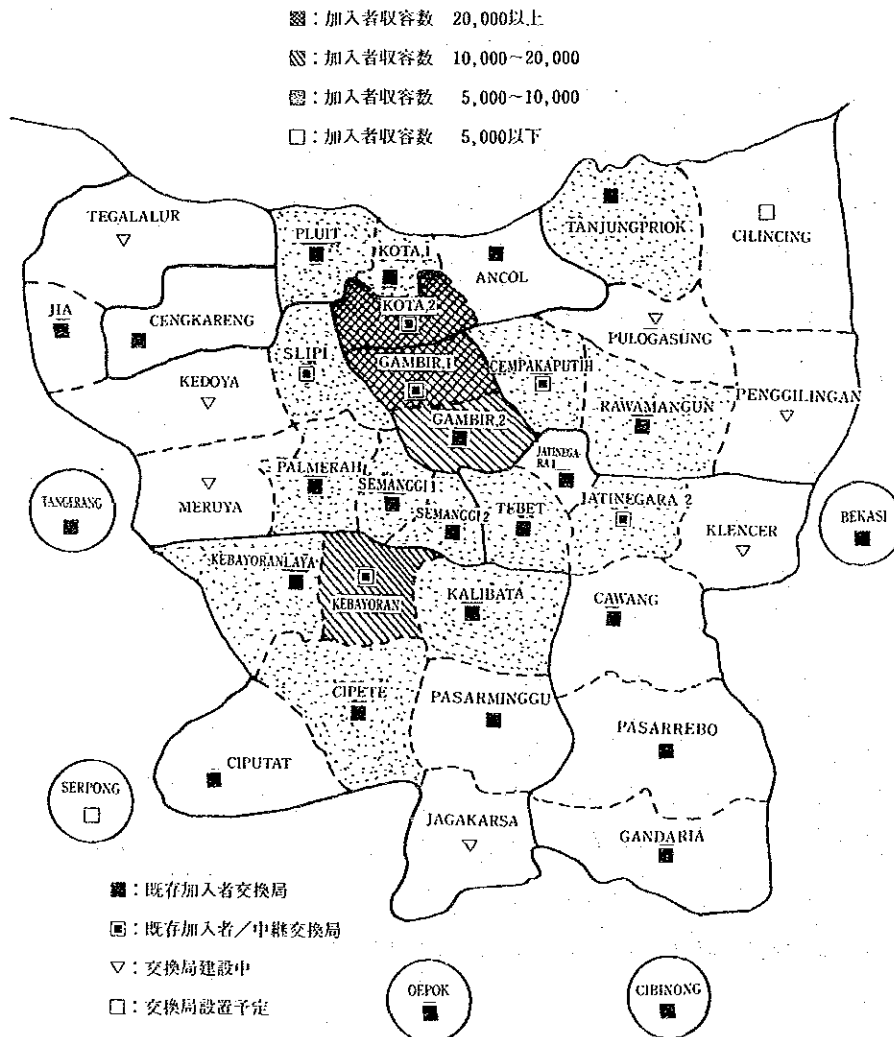 ▩：加入者収容数 20,000以上
▧：加入者収容数 10,000～20,000
▒：加入者収容数 5,000～10,000
□：加入者収容数 5,000以下
TEGALALUR
PLUIT
KOTA,1
ANCOL
TANJUNGPRIOK
CILINCING
JIA
CENGKARENG
KOTA,2
PULOGASUNG
SLIPI
GAMBIR,1
CEMPAKAPUTIH
KEDOYA
RAWAMANGUN
PENGGILINGAN
GAMBIR,2
JATINEGA-
RA 1
TANGERANG
MERUYA
PALMERAH
SEMANGGI 1
SEMANGGI 2
TEBET
JATINEGARA 2
KLENCER
BEKASI
KEBAYORANLAYA
KEBAYORAN
KALIBATA
CAWANG
CIPETE
PASARMINGGU
PASARREBO
CIPUTAT
SERPONG
JAGAKARSA
GANDARIA
■：既存加入者交換局
▣：既存加入者／中継交換局
▽：交換局建設中
□：交換局設置予定
OEPOK
CIBINONG